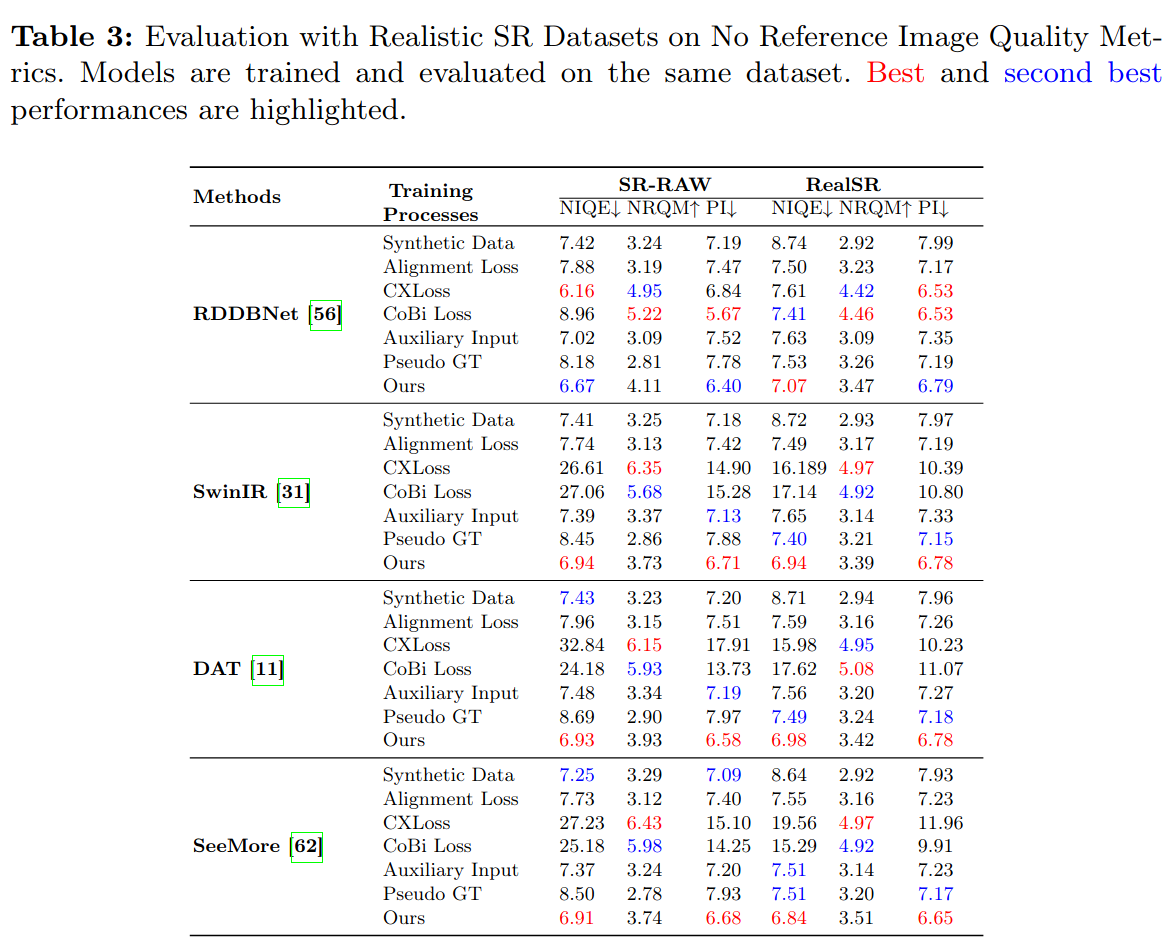 Table 3: Evaluation with Realistic SR Datasets on No Reference Image Quality Met-
rics. Models are trained and evaluated on the same dataset. Best and second best
performances are highlighted.
Methods Training Processes SR-RAW RealSR
NIQE↓ NRQM↑ PI↓ NIQE↓ NRQM↑ PI↓
Synthetic Data 7.42 3.24 7.19 8.74 2.92 7.99
Alignment Loss 7.88 3.19 7.47 7.50 3.23 7.17
CXLoss 6.16 4.95 6.84 7.61 4.42 6.53
RDDBNet [56] CoBi Loss 8.96 5.22 5.67 7.41 4.46 6.53
Auxiliary Input 7.02 3.09 7.52 7.63 3.09 7.35
Pseudo GT 8.18 2.81 7.78 7.53 3.26 7.19
Ours 6.67 4.11 6.40 7.07 3.47 6.79
Synthetic Data 7.41 3.25 7.18 8.72 2.93 7.97
Alignment Loss 7.74 3.13 7.42 7.49 3.17 7.19
CXLoss 26.61 6.35 14.90 16.189 4.97 10.39
SwinIR [31] CoBi Loss 27.06 5.68 15.28 17.14 4.92 10.80
Auxiliary Input 7.39 3.37 7.13 7.65 3.14 7.33
Pseudo GT 8.45 2.86 7.88 7.40 3.21 7.15
Ours 6.94 3.73 6.71 6.94 3.39 6.78
Synthetic Data 7.43 3.23 7.20 8.71 2.94 7.96
Alignment Loss 7.96 3.15 7.51 7.59 3.16 7.26
CXLoss 32.84 6.15 17.91 15.98 4.95 10.23
DAT [11] CoBi Loss 24.18 5.93 13.73 17.62 5.08 11.07
Auxiliary Input 7.48 3.34 7.19 7.56 3.20 7.27
Pseudo GT 8.69 2.90 7.97 7.49 3.24 7.18
Ours 6.93 3.93 6.58 6.98 3.42 6.78
Synthetic Data 7.25 3.29 7.09 8.64 2.92 7.93
Alignment Loss 7.73 3.12 7.40 7.55 3.16 7.23
CXLoss 27.23 6.43 15.10 19.56 4.97 11.96
SeeMore [62] CoBi Loss 25.18 5.98 14.25 15.29 4.92 9.91
Auxiliary Input 7.37 3.24 7.20 7.51 3.14 7.23
Pseudo GT 8.50 2.78 7.93 7.51 3.20 7.17
Ours 6.91 3.74 6.68 6.84 3.51 6.65